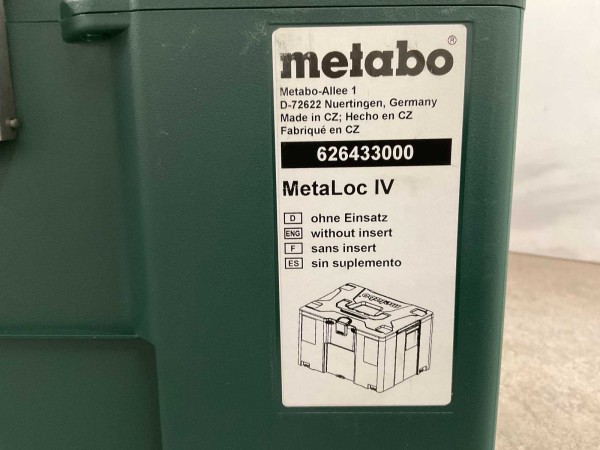 metabo®
Metabo-Allee 1
D-72622 Nuertingen, Germany
Made in CZ; Hecho en CZ
Fabriqué en CZ
626433000
MetaLoc IV
D ohne Einsatz
ENG without insert
F sans insert
ES sin suplemento